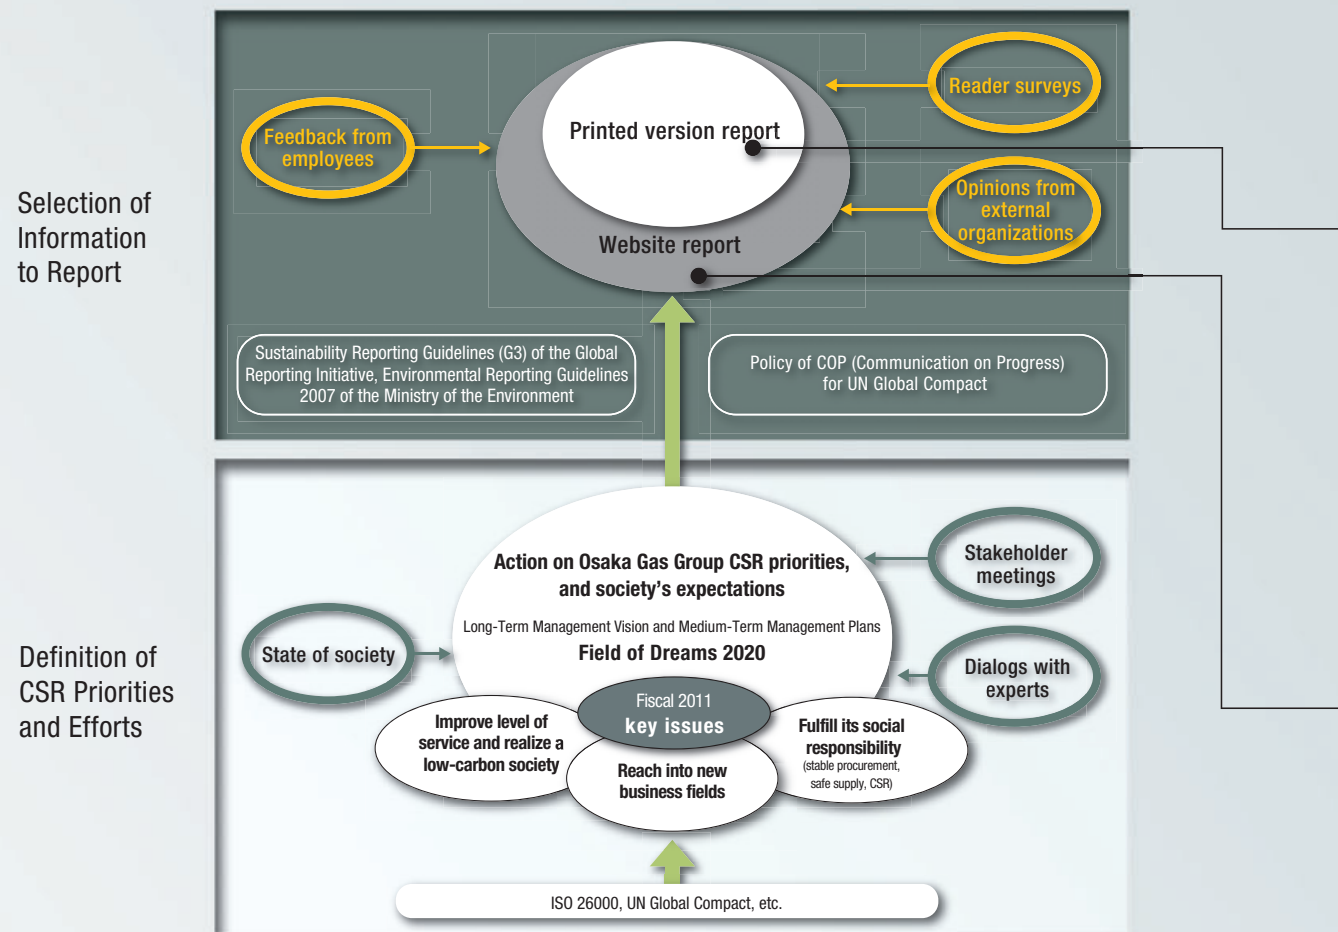 Selection of
Information
to Report
Feedback from
employees
Printed version report
Website report
Reader surveys
Opinions from
external
organizations
Sustainability Reporting Guidelines (G3) of the Global
Reporting Initiative, Environmental Reporting Guidelines
2007 of the Ministry of the Environment
Policy of COP (Communication on Progress)
for UN Global Compact
Definition of
CSR Priorities
and Efforts
State of society
Action on Osaka Gas Group CSR priorities,
and society's expectations
Long-Term Management Vision and Medium-Term Management Plans
Field of Dreams 2020
Stakeholder
meetings
Dialogs with
experts
Fiscal 2011
key issues
Improve level of
service and realize a
low-carbon society
Reach into new
business fields
Fulfill its social
responsibility
(stable procurement,
safe supply, CSR)
ISO 26000, UN Global Compact, etc.